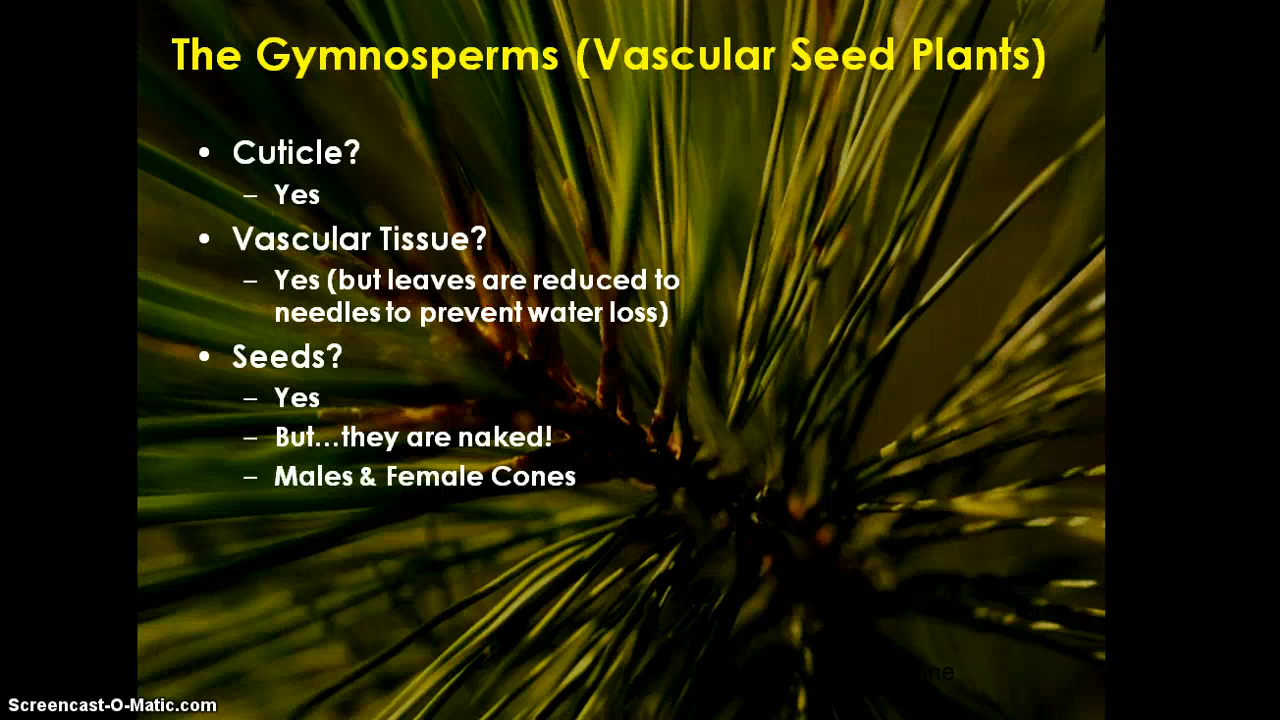 The Gymnosperms (Vascular Seed Plants)
• Cuticle?
– Yes
• Vascular Tissue?
– Yes (but leaves are reduced to
needles to prevent water loss)
• Seeds?
– Yes
– But...they are naked!
– Males & Female Cones
Screencast-O-Matic.com